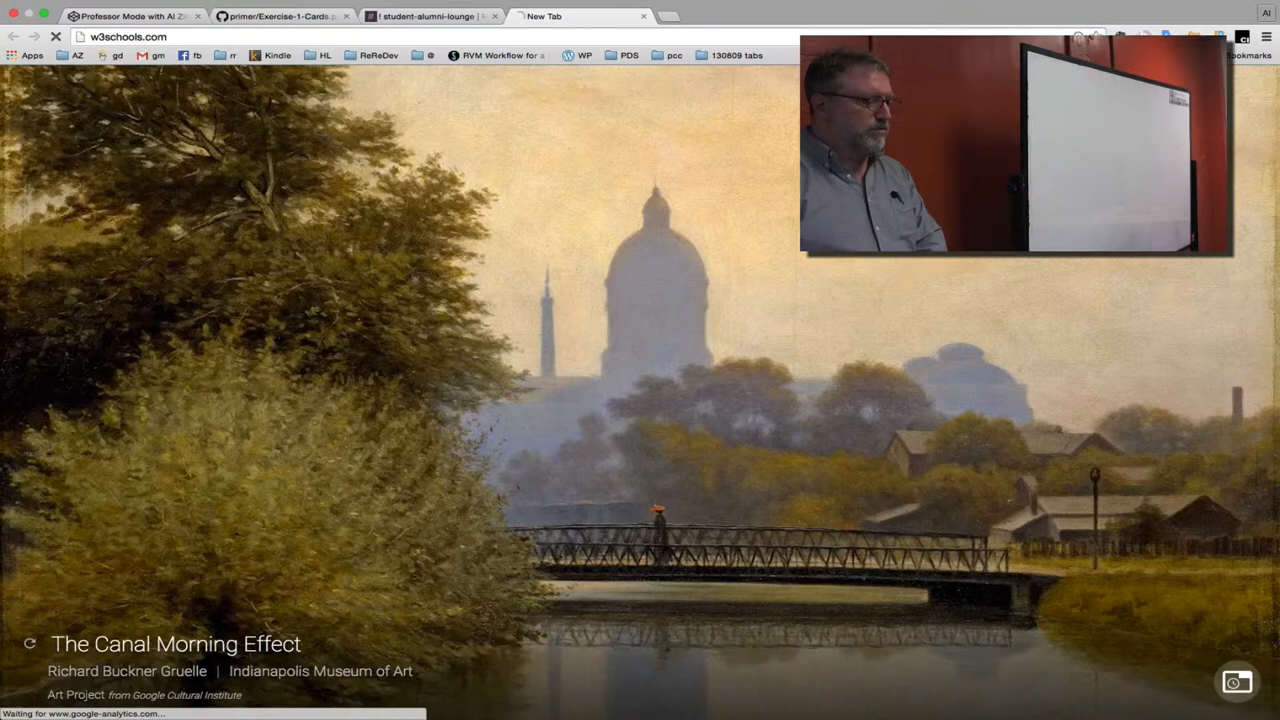 Professor Mode with Al Zim
primer/Exercise-1-Cards.p
! student-alumni-lounge | R
New Tab
Al
w3schools.com
Apps
AZ
gd
gm
fb
rr
Kindle
HL
ReReDev
@
RVM Workflow for a
WP
PDS
pcc
130809 tabs
Bookmarks
The Canal Morning Effect
Richard Buckner Gruelle | Indianapolis Museum of Art
Art Project from Google Cultural Institute
Waiting for www.google-analytics.com...